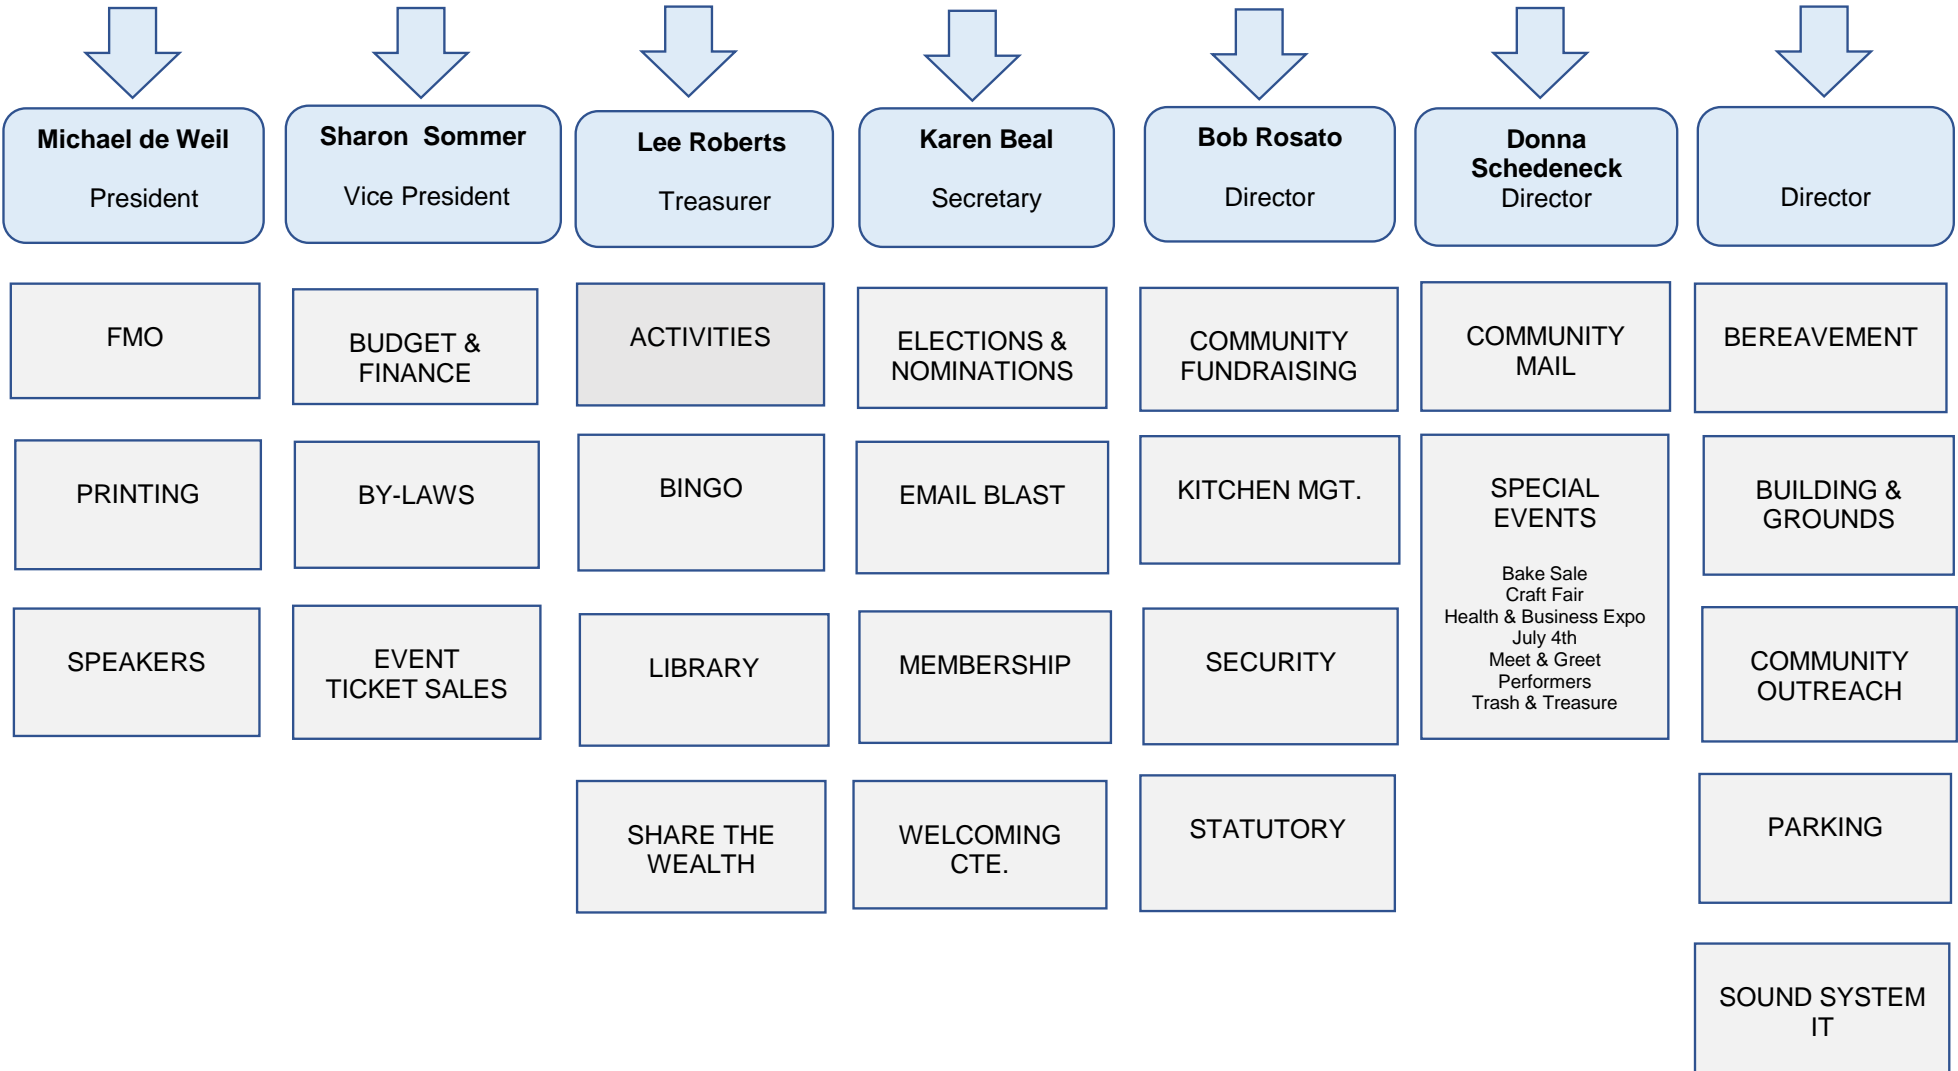 Michael de Weil
President
Sharon Sommer
Vice President
Lee Roberts
Treasurer
Karen Beal
Secretary
Bob Rosato
Director
Donna
Schedeneck
Director
Director
FMO
BUDGET &
FINANCE
ACTIVITIES
ELECTIONS &
NOMINATIONS
COMMUNITY
FUNDRAISING
COMMUNITY
MAIL
BEREAVEMENT
PRINTING
BY-LAWS
BINGO
EMAIL BLAST
KITCHEN MGT.
SPECIAL
EVENTS
Bake Sale
Craft Fair
Health & Business Expo
July 4th
Meet & Greet
Performers
Trash & Treasure
BUILDING &
GROUNDS
SPEAKERS
EVENT
TICKET SALES
LIBRARY
MEMBERSHIP
SECURITY
COMMUNITY
OUTREACH
SHARE THE
WEALTH
WELCOMING
CTE.
STATUTORY
PARKING
SOUND SYSTEM
IT